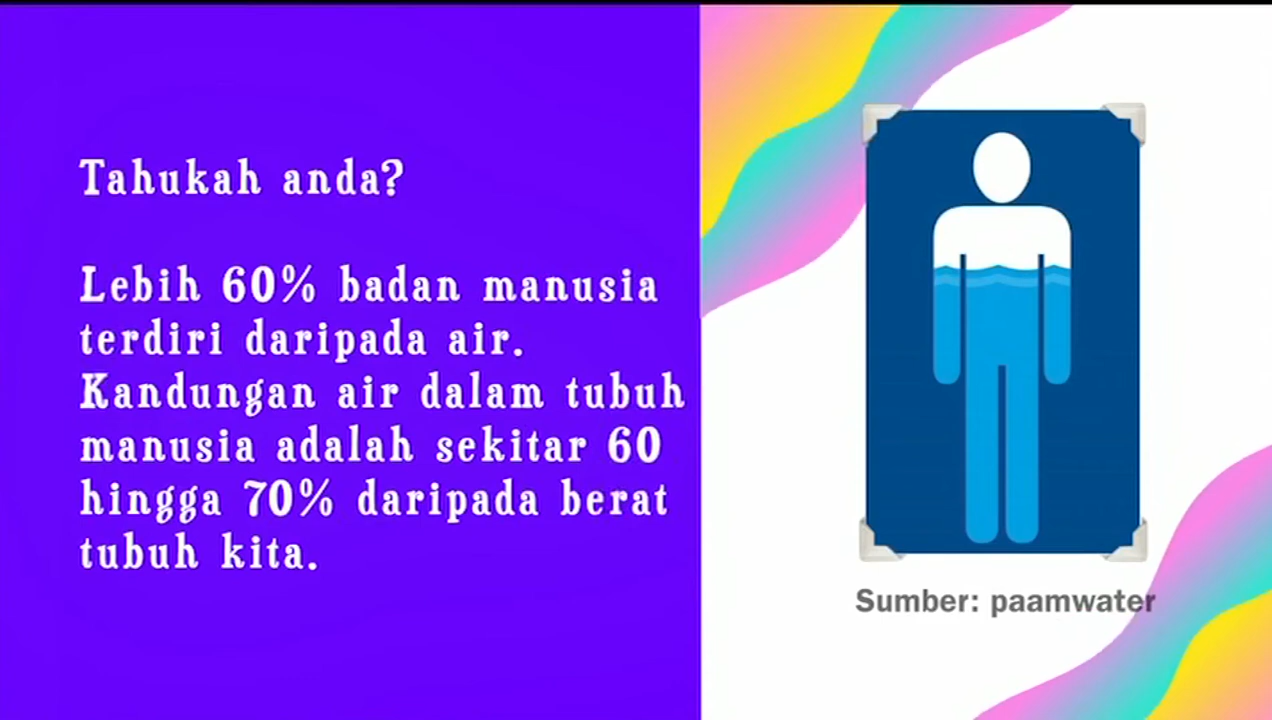 Tahukah anda?
Lebih 60% badan manusia
terdiri daripada air.
Kandungan air dalam tubuh
manusia adalah sekitar 60
hingga 70% daripada berat
tubuh kita.
Sumber: paamwater